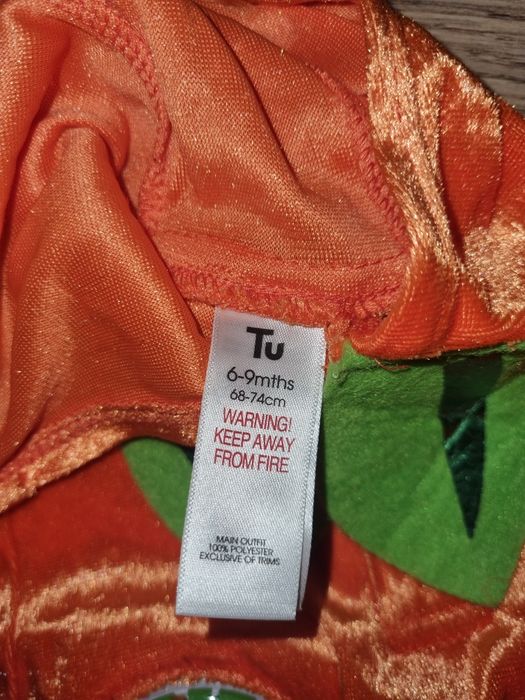 Tu
6-9mths
68-74cm
WARNING!
KEEP AWAY
FROM FIRE
MAIN OUTFIT
100% POLYESTER
EXCLUSIVE OF TRIMS